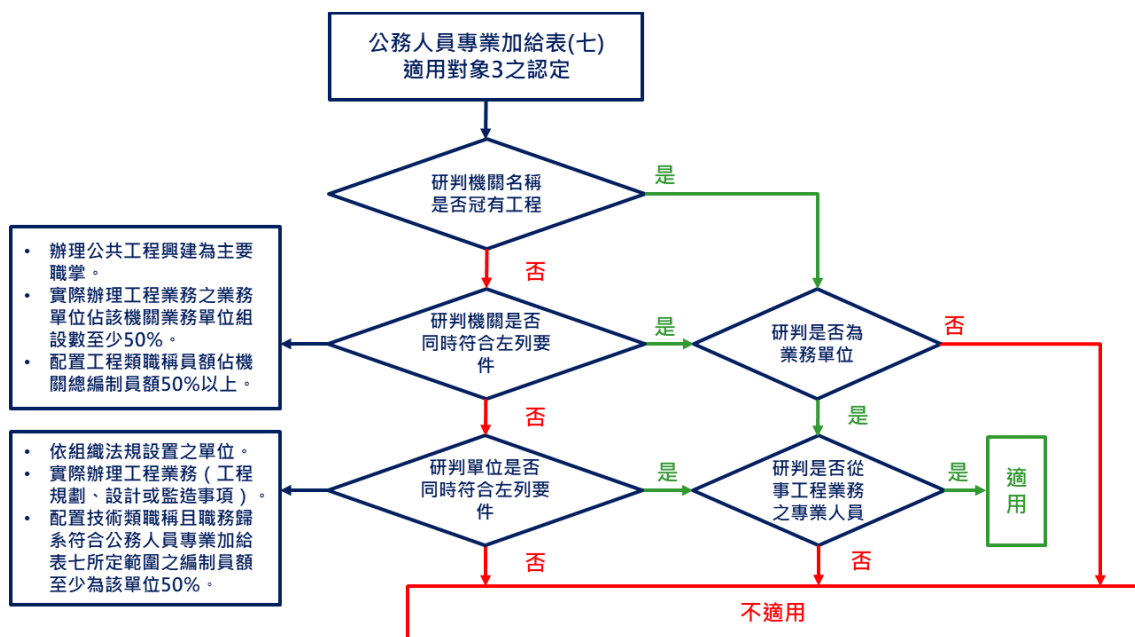 公務人員專業加給表(七)
適用對象3之認定
研判機關名稱
是否冠有工程
是
否
• 辦理公共工程興建為主要
職掌。
• 實際辦理工程業務之業務
單位佔該機關業務單位組
設數至少50%。
• 配置工程類職稱員額佔機
關總編制員額50%以上。
研判機關是否
同時符合左列要
件
是
研判是否為
業務單位
否
否
是
• 依組織法規設置之單位。
• 實際辦理工程業務（工程
規劃、設計或監造事項）。
• 配置技術類職稱且職務歸
系符合公務人員專業加給
表七所定範圍之編制員額
至少為該單位50%。
研判單位是否
同時符合左列要
件
是
研判是否從
事工程業務
之專業人員
是
適用
否
否
不適用